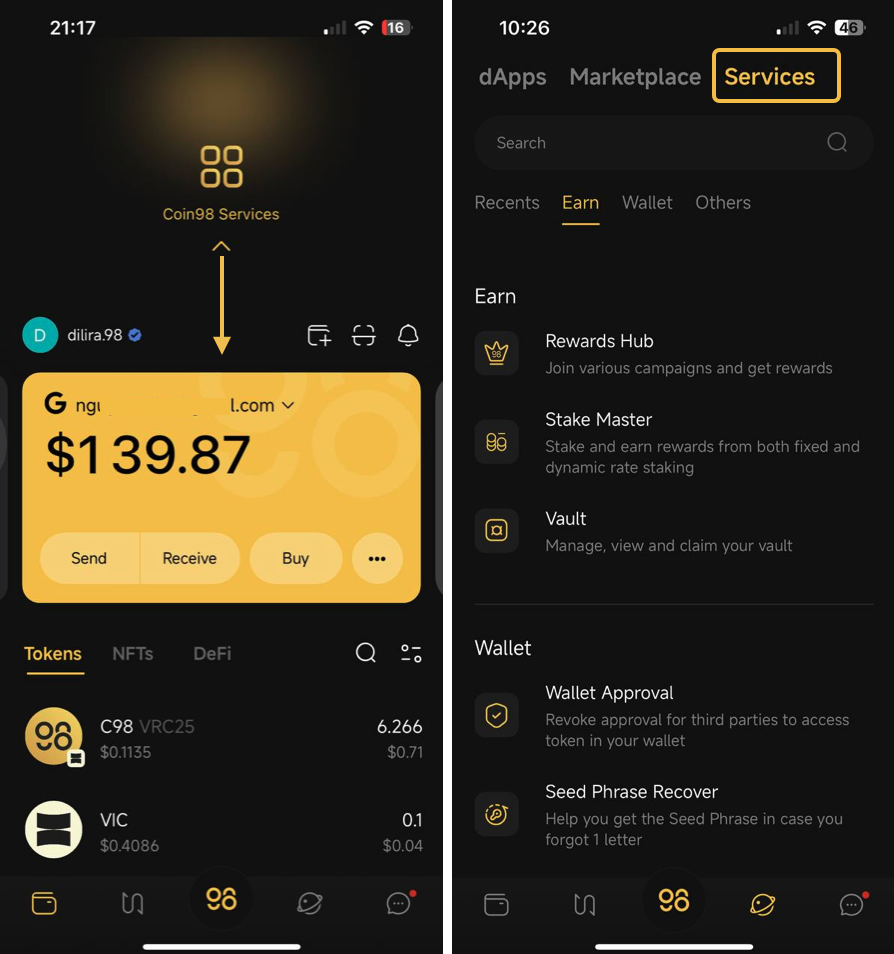 21:17
16
Coin98 Services
D
dilira.98
G
l.com
$139.87
Send
Receive
Buy
Tokens
NFTs
DeFi
98
C98 VRC25
6.266
$0.1135
$0.71
VIC
0.1
$0.4086
$0.04
98
10:26
46
dApps
Marketplace
Services
Search
Recents
Earn
Wallet
Others
Earn
98
Rewards Hub
Join various campaigns and get rewards
98
Stake Master
Stake and earn rewards from both fixed and
dynamic rate staking
Vault
Manage, view and claim your vault
Wallet
Wallet Approval
Revoke approval for third parties to access
token in your wallet
Seed Phrase Recover
Help you get the Seed Phrase in case you
forgot 1 letter
98